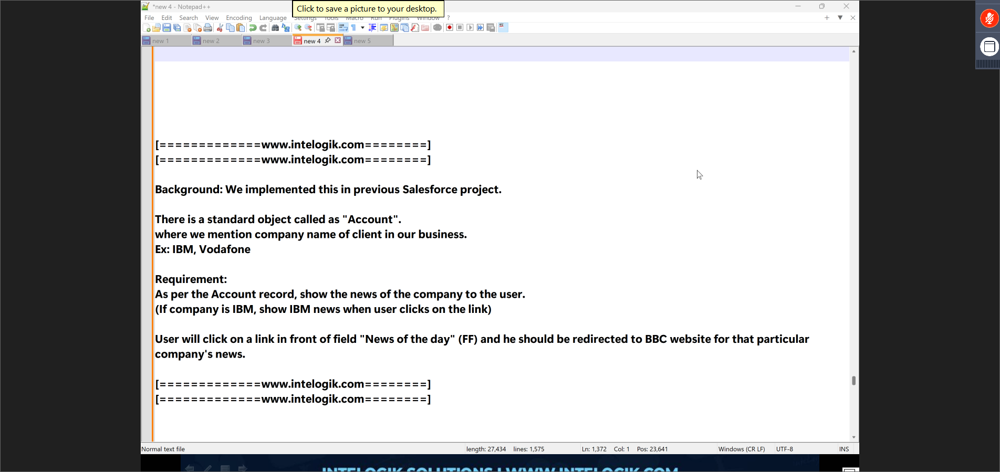 *new 4 - Notepad++
Click to save a picture to your desktop.
File Edit Search View Encoding Language Settings Tools Macro Run Plugins Window ?
new 1 new 2 new 3 new 4 new 5
[=============www.intelogik.com========]
[=============www.intelogik.com========]
Background: We implemented this in previous Salesforce project.
There is a standard object called as "Account".
where we mention company name of client in our business.
Ex: IBM, Vodafone
Requirement:
As per the Account record, show the news of the company to the user.
(If company is IBM, show IBM news when user clicks on the link)
User will click on a link in front of field "News of the day" (FF) and he should be redirected to BBC website for that particular
company's news.
[=============www.intelogik.com========]
[=============www.intelogik.com========]
Normal text file length: 27,434 lines: 1,575 Ln: 1,372 Col: 1 Pos: 23,641 Windows (CR LF) UTF-8 INS
INTELOGIK SOLUTIONS | WWW.INTELOGIK.COM